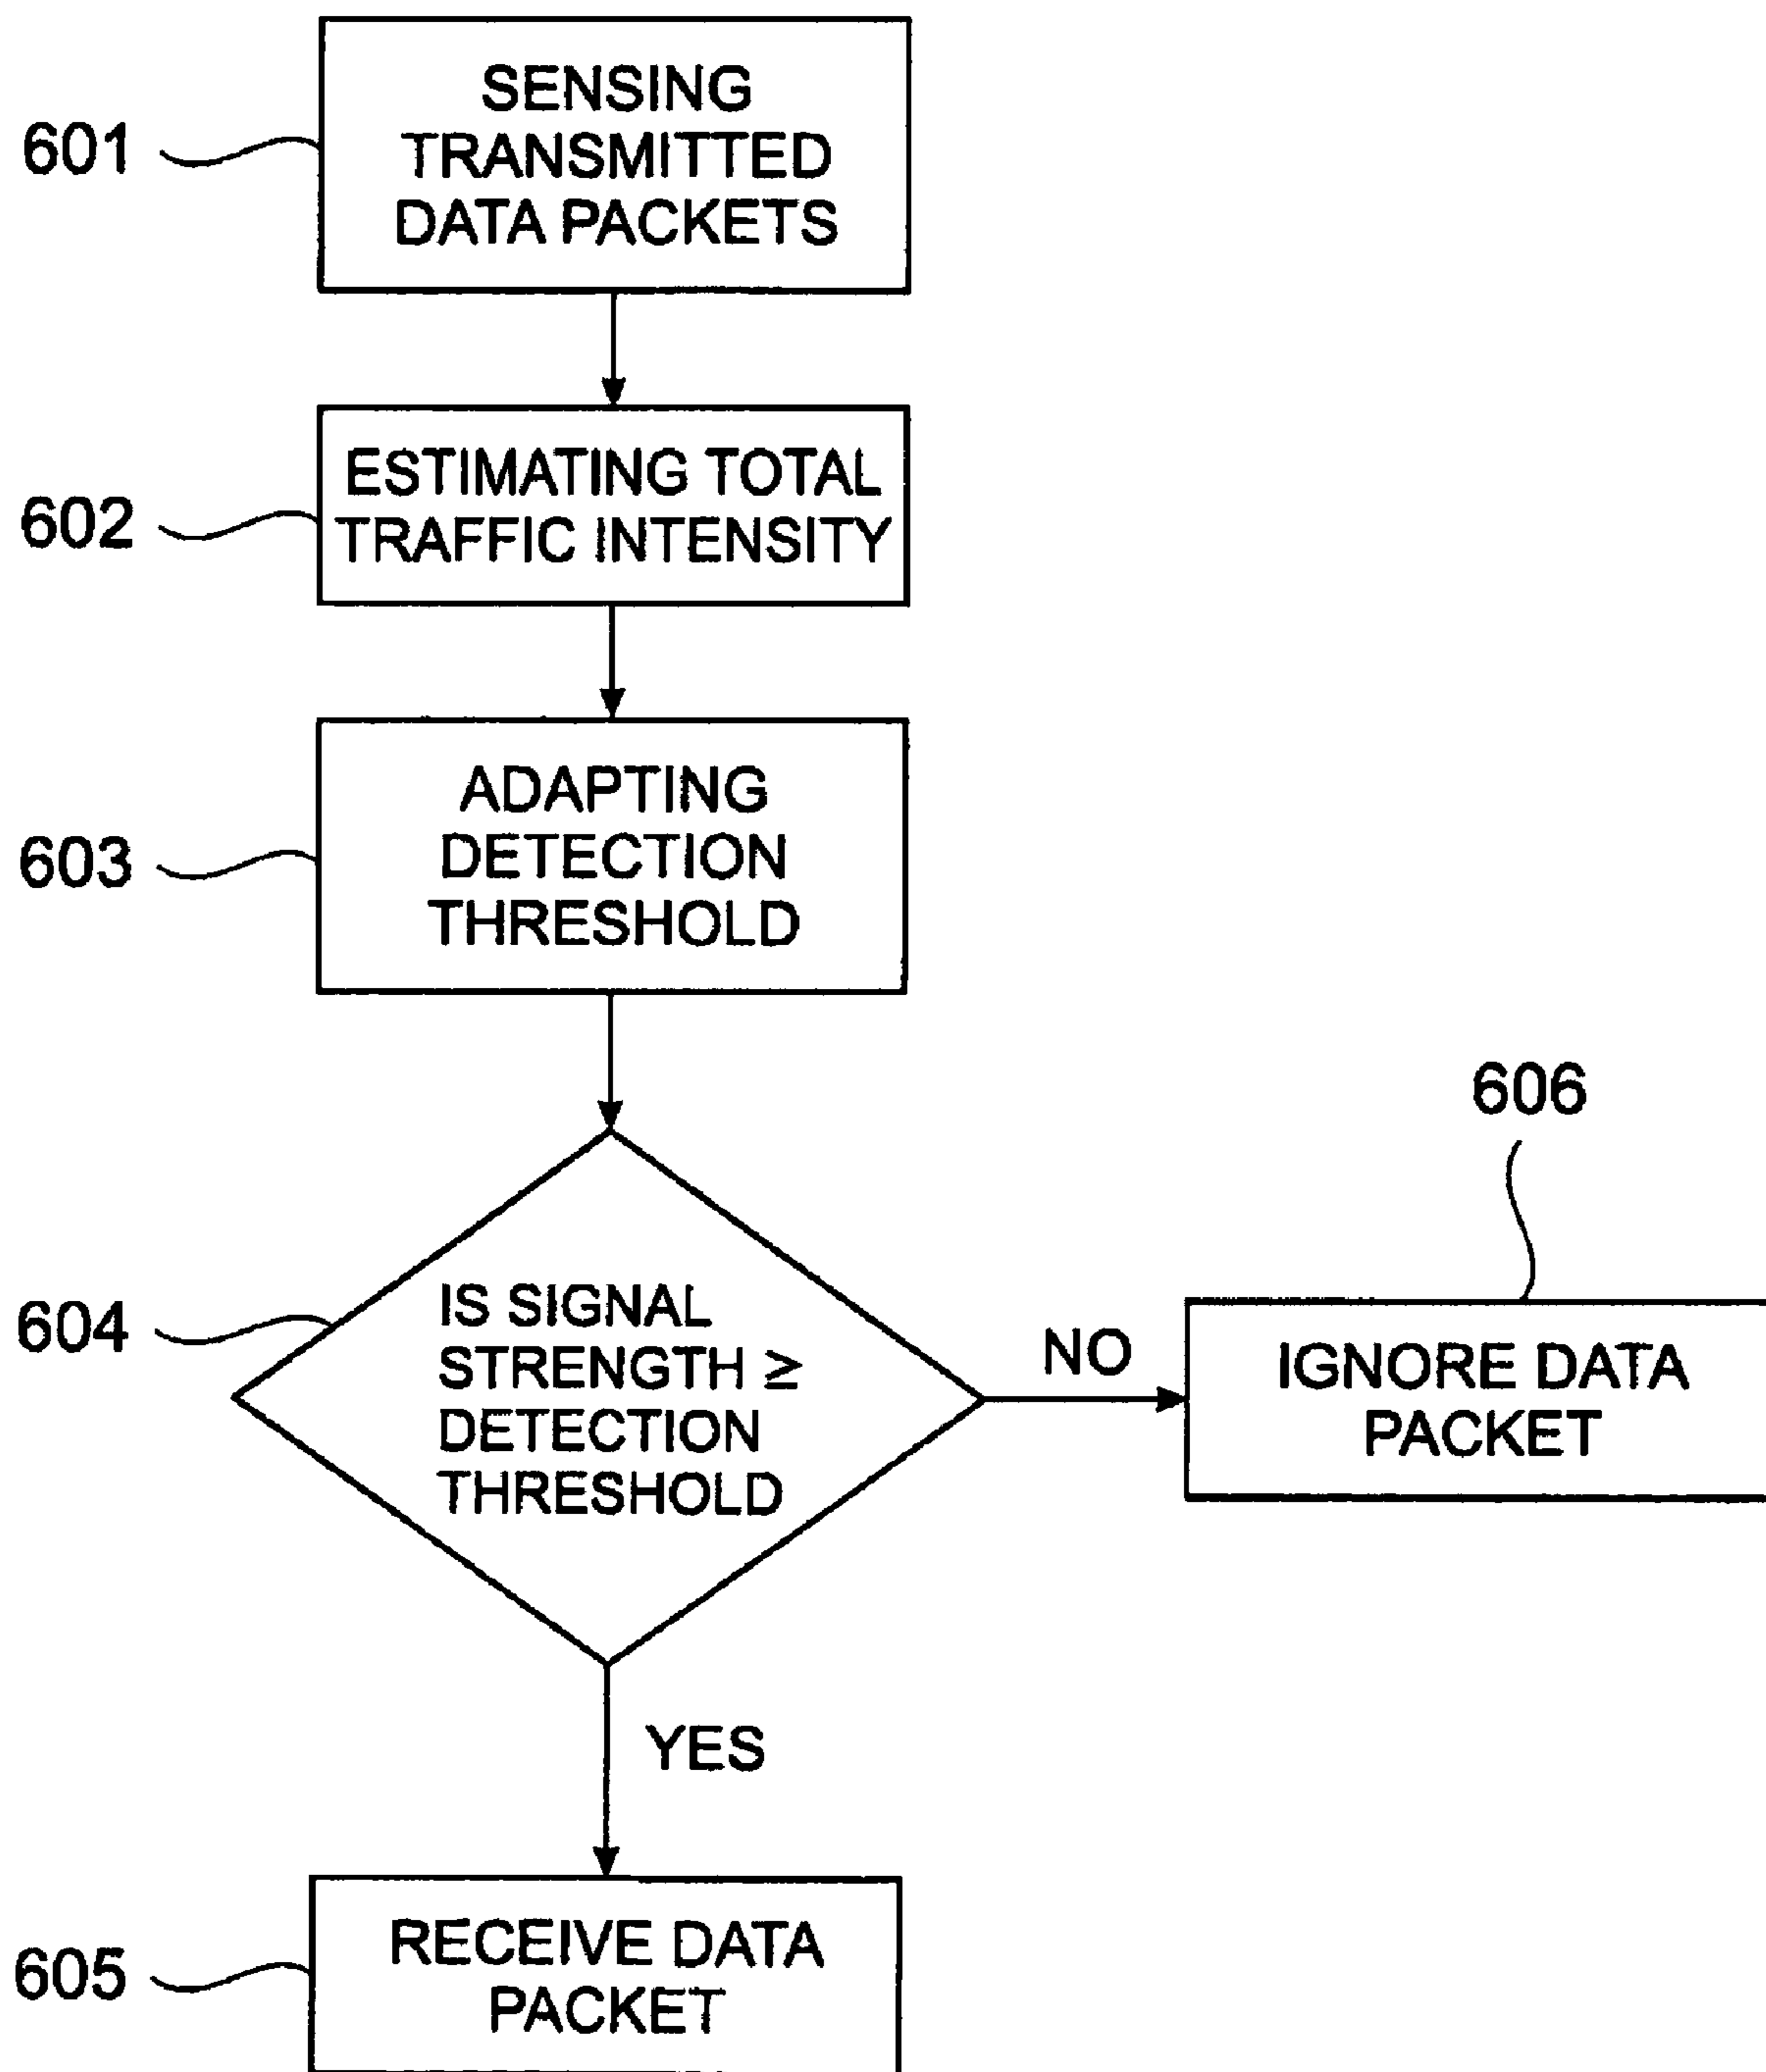 601
SENSING
TRANSMITTED
DATA PACKETS
602
ESTIMATING TOTAL
TRAFFIC INTENSITY
603
ADAPTING
DETECTION
THRESHOLD
604
IS SIGNAL
STRENGTH ≥
DETECTION
THRESHOLD
NO
606
IGNORE DATA
PACKET
YES
605
RECEIVE DATA
PACKET